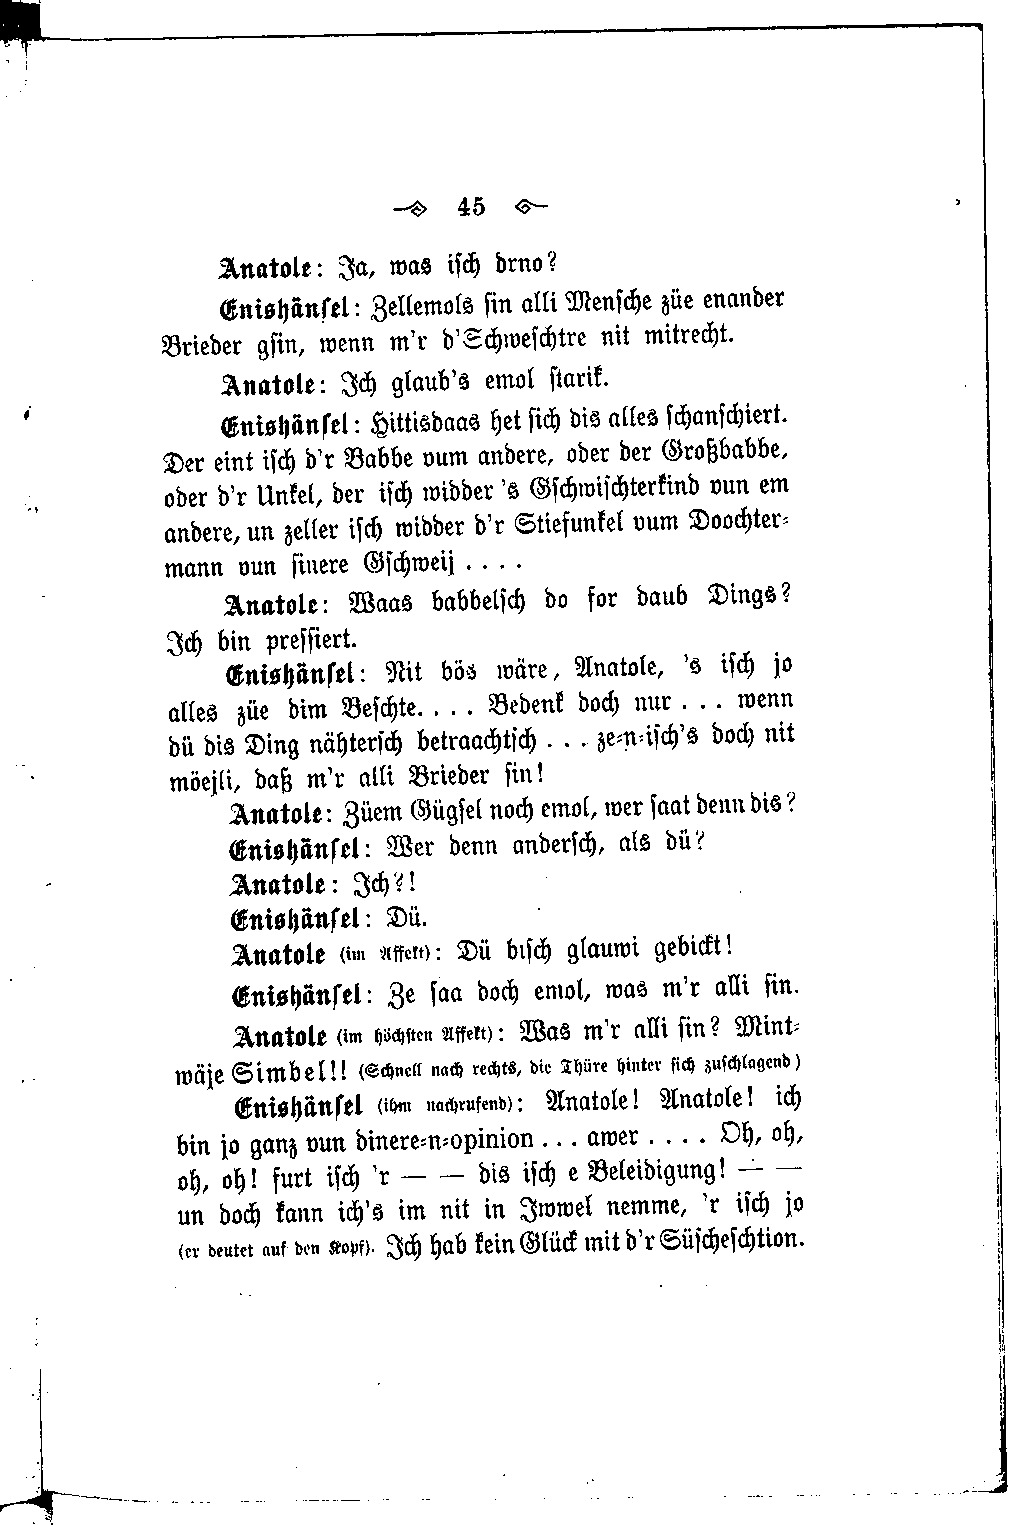 45
Anatole: Ja, was isch drno?
Enishänsel: Zellemols sin alli Mensche züe enander
Brieder gsin, wenn m'r d'Schweschtre nit mitrecht.
Anatole: Ich glaub's emol starik.
Enishänsel: Hittisdaas het sich dis alles schanschiert.
Der eint isch d'r Babbe vum andere, oder der Großbabbe,
oder d'r Unkel, der isch widder 's Gschwischterkind vun em
andere, un zeller isch widder d'r Stiefunkel vum Doochter-
mann vun sinere Gschweij . . . .
Anatole: Waas babbelsch do for daub Dings?
Ich bin pressiert.
Enishänsel: Nit bös wäre, Anatole, 's isch jo
alles züe dim Beschte. . . . Bedenk doch nur . . . wenn
dü dis Ding nähtersch betraachtsch . . . ze-n-isch's doch nit
möejli, daß m'r alli Brieder sin!
Anatole: Züem Gügsel noch emol, wer saat denn dis?
Enishänsel: Wer denn andersch, als dü?
Anatole: Ich?!
Enishänsel: Dü.
Anatole (im Affekt): Dü bisch glauwi gebickt!
Enishänsel: Ze saa doch emol, was m'r alli sin.
Anatole (im höchsten Affekt): Was m'r alli sin? Mint-
wäje Simbel!! (Schnell nach rechts, die Thüre hinter sich zuschlagend)
Enishänsel (ihm nachrufend): Anatole! Anatole! ich
bin jo ganz vun dinere-n-opinion . . . awer . . . . Oh, oh,
oh, oh! furt isch 'r — — dis isch e Beleidigung! — —
un doch kann ich's im nit in Iwwel nemme, 'r isch jo
(er deutet auf den Kopf). Ich hab kein Glück mit d'r Süscheschtion.